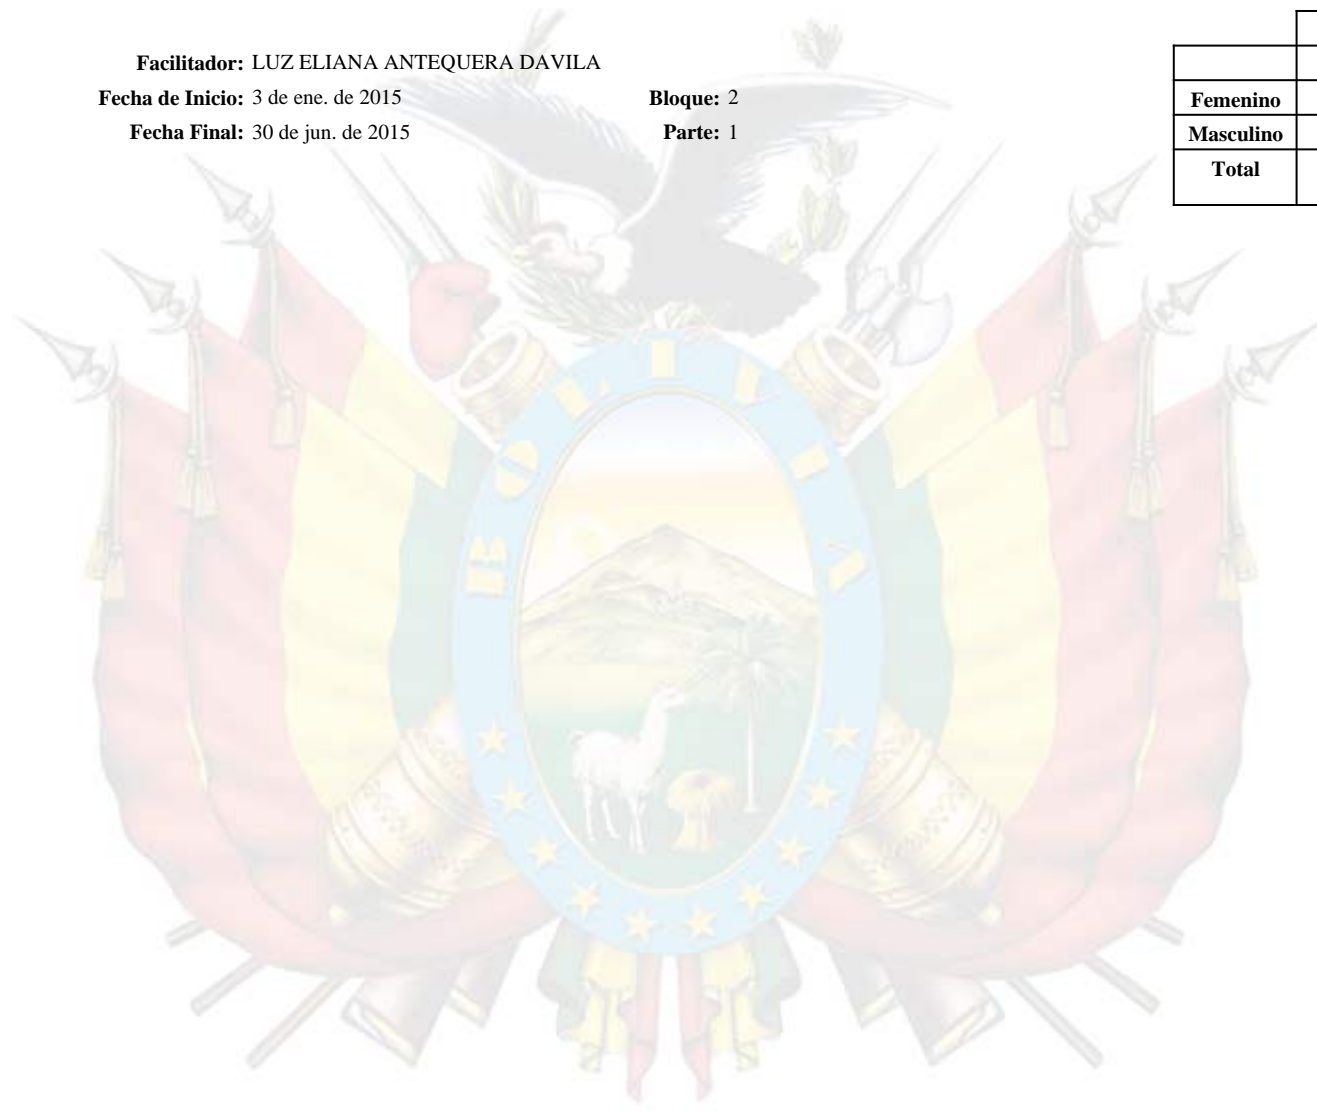 Facilitador: LUZ ELIANA ANTEQUERA DAVILA
Fecha de Inicio: 3 de ene. de 2015 Bloque: 2
Fecha Final: 30 de jun. de 2015 Parte: 1
Femenino
Masculino
Total
BOLIVIA